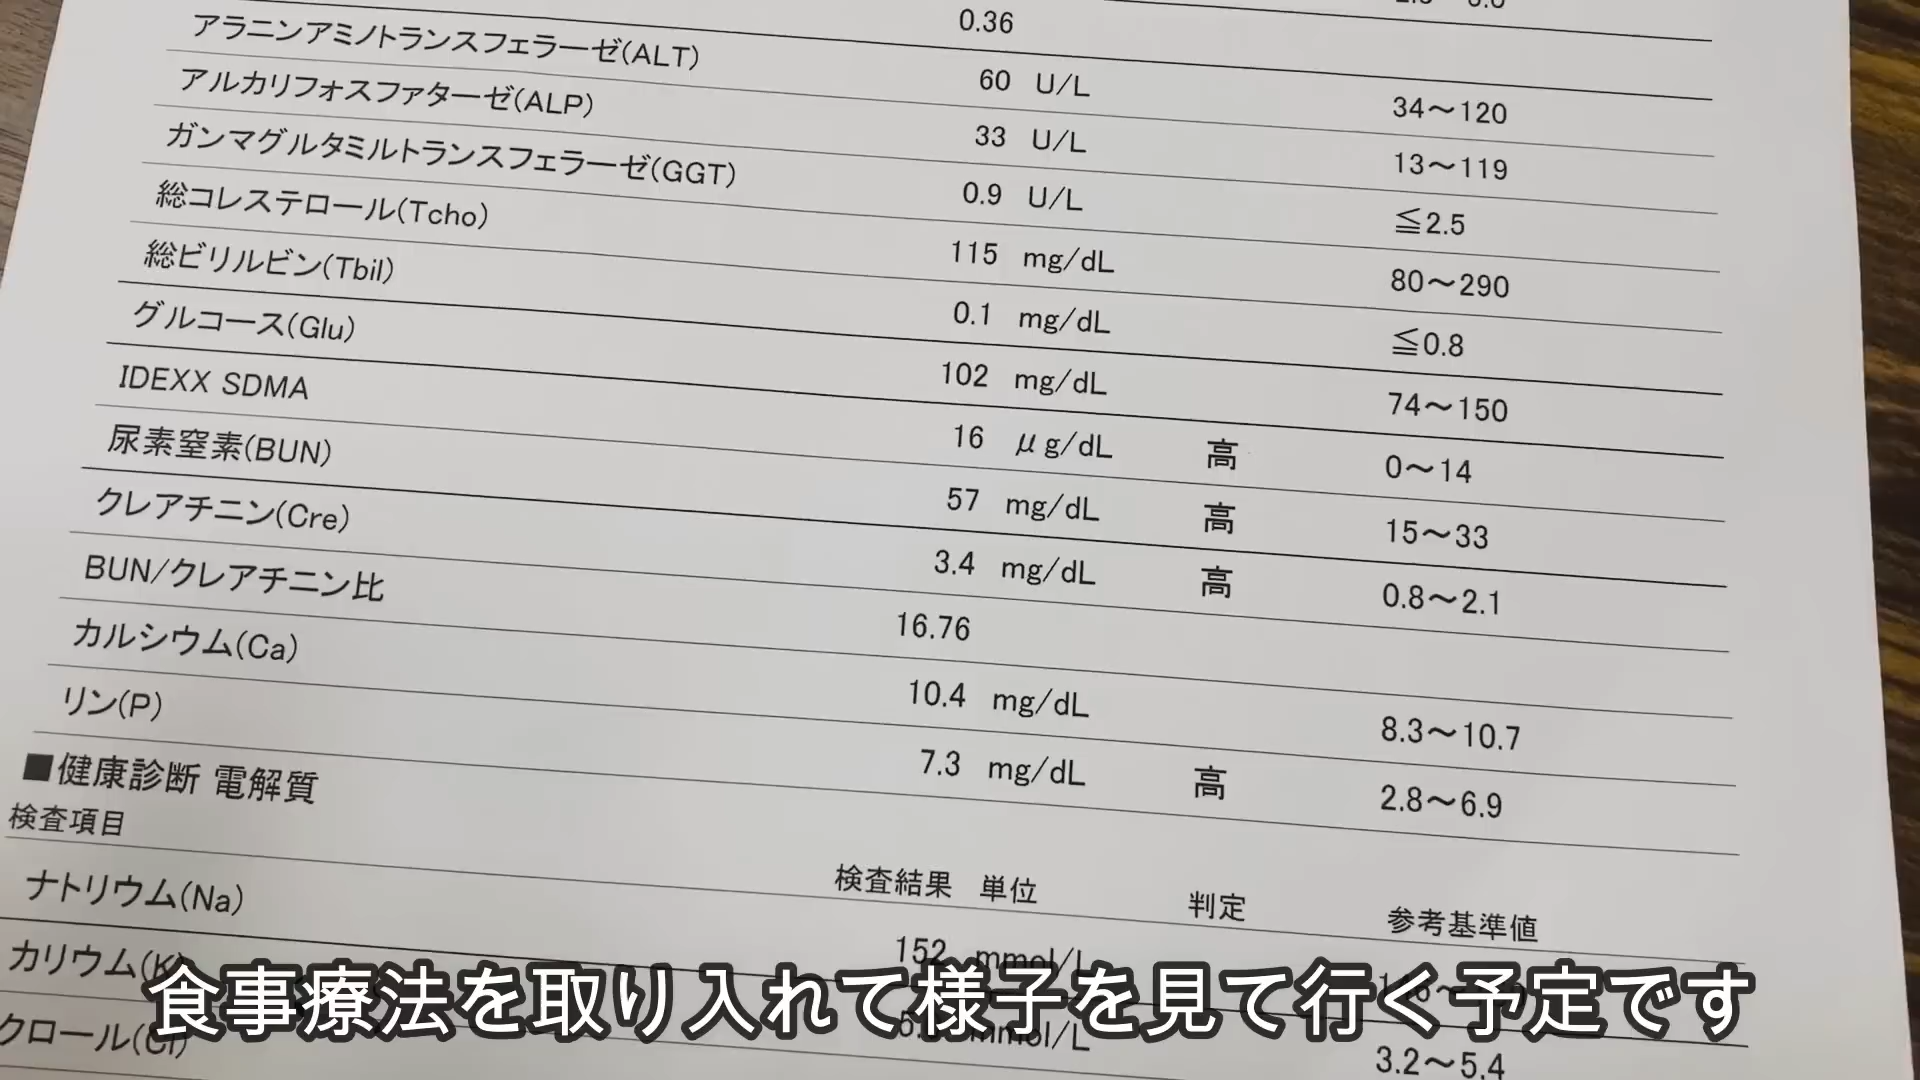 0.36
アラニンアミノトランスフェラーゼ(ALT) 60 U/L 34～120
アルカリフォスファターゼ(ALP) 33 U/L 13～119
ガンマグルタミルトランスフェラーゼ(GGT) 0.9 U/L ≦2.5
総コレステロール(Tcho) 115 mg/dL 80～290
総ビリルビン(Tbil) 0.1 mg/dL ≦0.8
グルコース(Glu) 102 mg/dL 74～150
IDEXX SDMA 16 μg/dL 高 0～14
尿素窒素(BUN) 57 mg/dL 高 15～33
クレアチニン(Cre) 3.4 mg/dL 高 0.8～2.1
BUN/クレアチニン比 16.76
カルシウム(Ca) 10.4 mg/dL 8.3～10.7
リン(P) 7.3 mg/dL 高 2.8～6.9
■健康診断 電解質
検査項目 検査結果 単位 判定 参考基準値
ナトリウム(Na) 152 mmol/L
カリウム(K) mmol/L 3.2～5.4
クロール(Cl)
食事療法を取り入れて様子を見て行く予定です